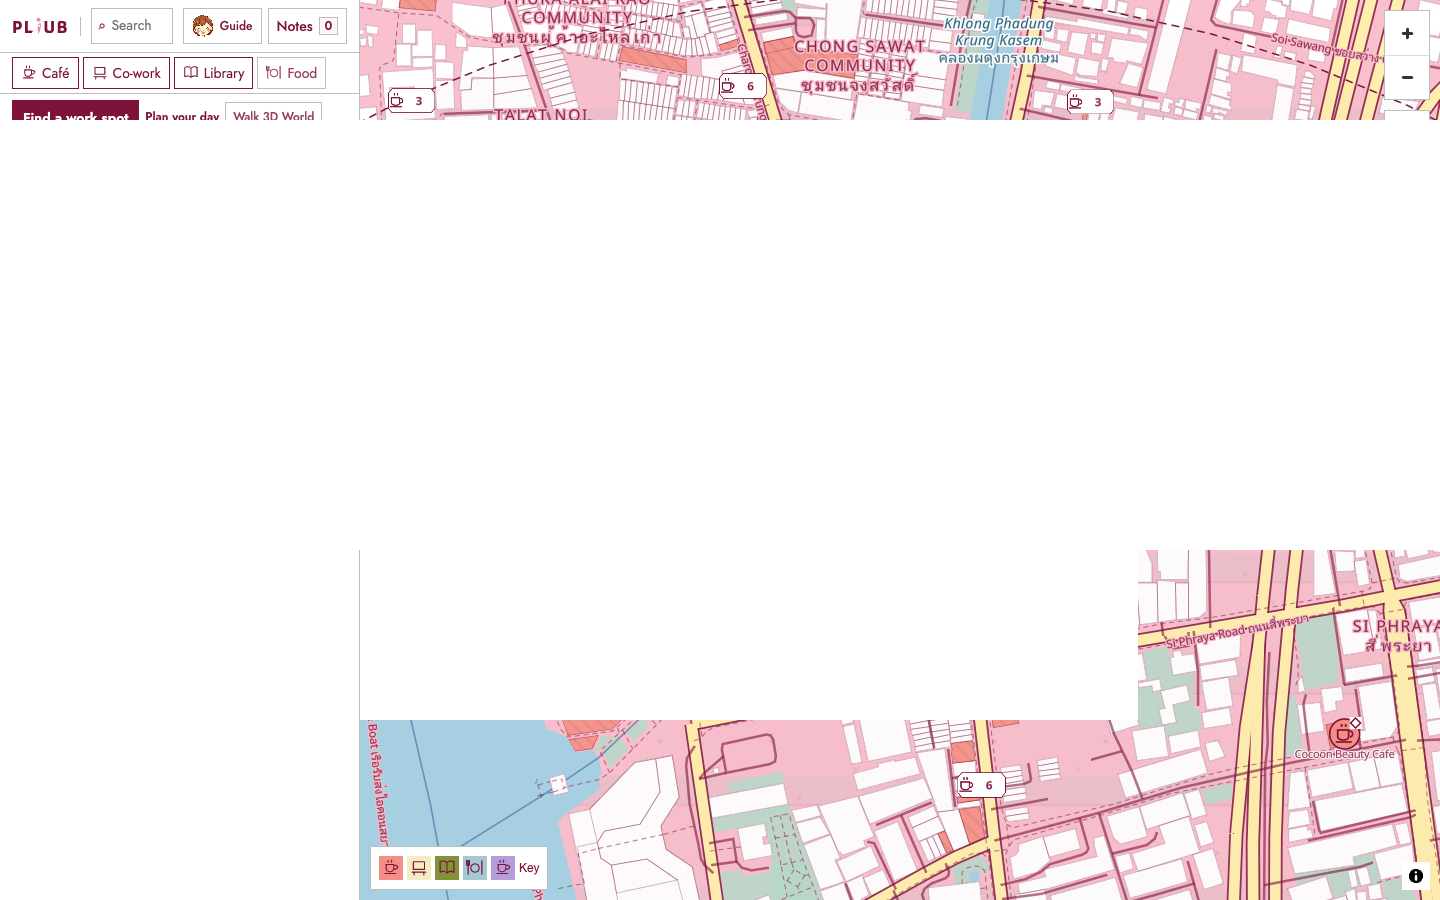 PLiUB
Search
Guide
Notes 0
Café
Co-work
Library
Food
Find a work spot
Plan your day
Walk 3D World
COMMUNITY
3
TALAT NOI
6
CHONG SAWAT
COMMUNITY
ชุมชนจงสวัสดิ์
Khlong Phadung
Krung Kasem
คลองผดุงกรุงเกษม
3
+
−
Si Phraya Road ถนนสี่พระยา
SI PHRAYA
สี่พระยา
Cocoon Beauty Cafe
6
Key